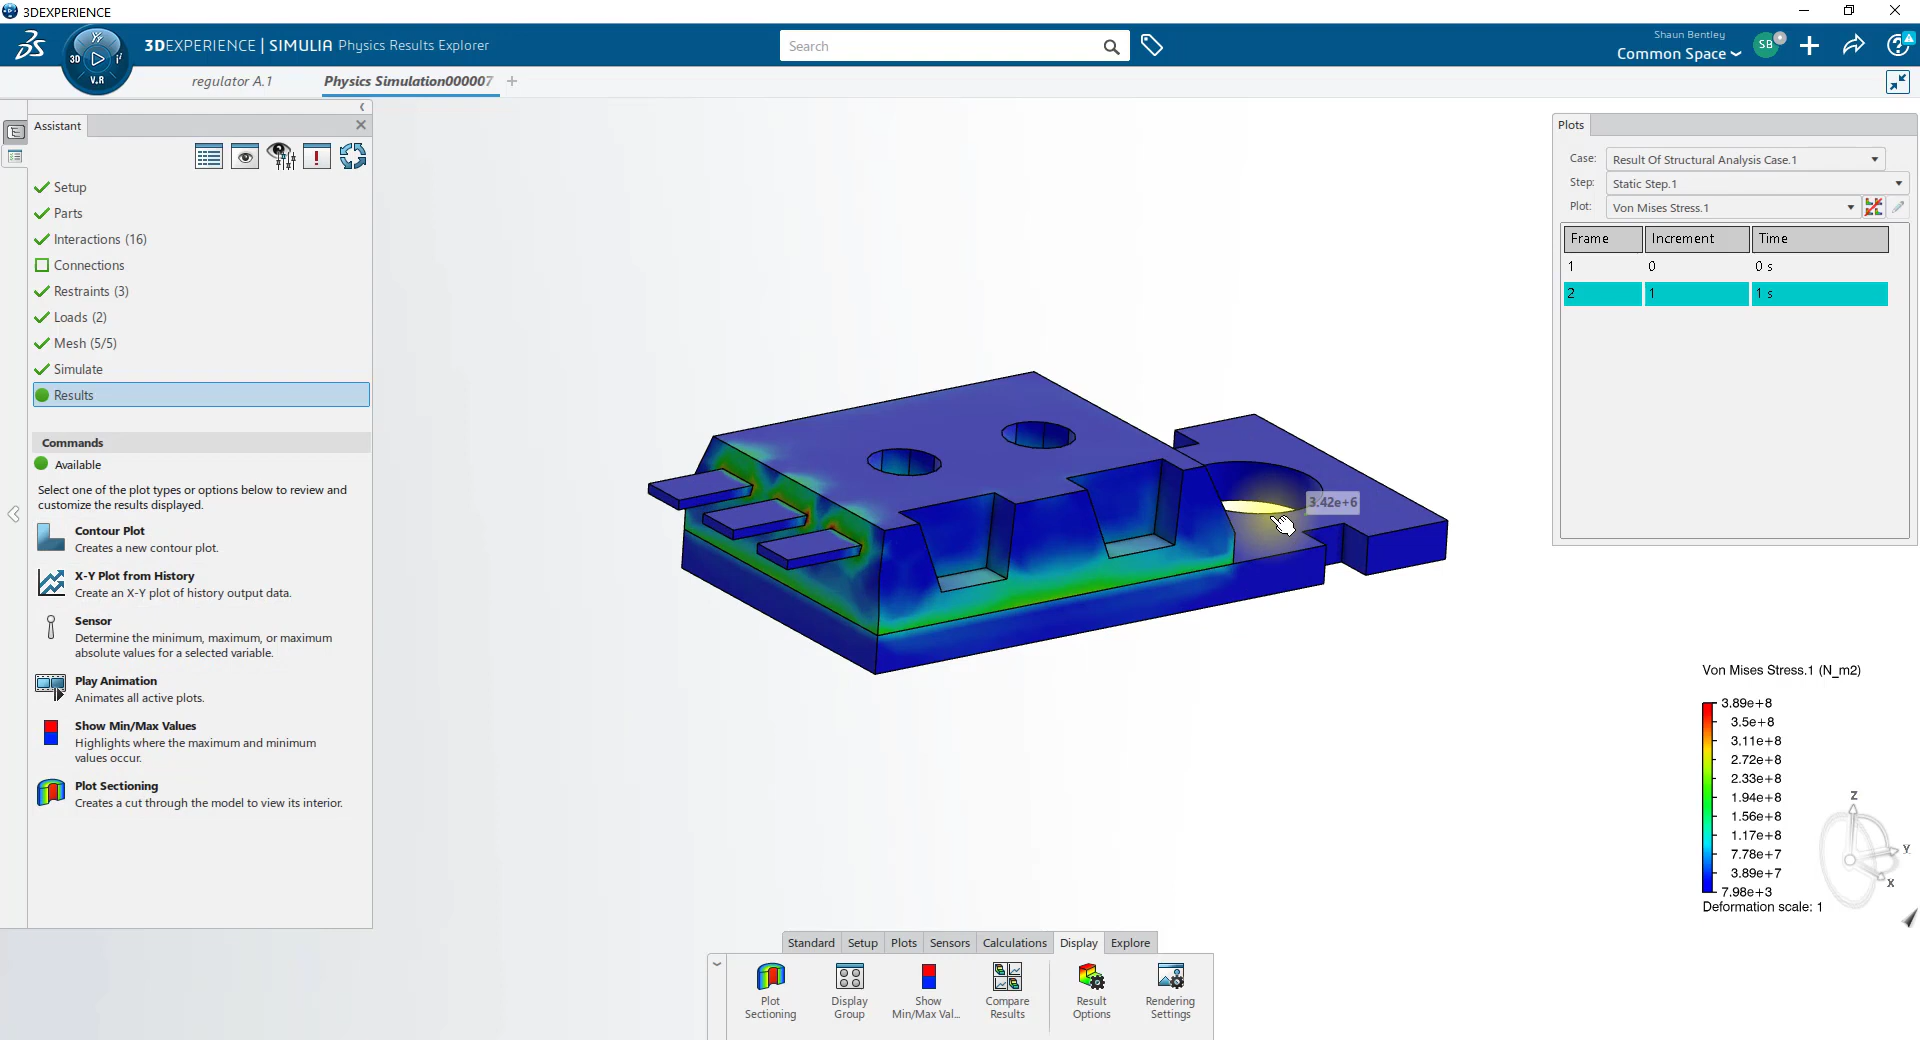 3DEXPERIENCE
3DEXPERIENCE | SIMULIA Physics Results Explorer
3D
V.R
Search
Shaun Bentley
Common Space
SB
regulator A.1
Physics Simulation000007
Assistant
Setup
Parts
Interactions (16)
Connections
Restraints (3)
Loads (2)
Mesh (5/5)
Simulate
Results
Commands
Available
Select one of the plot types or options below to review and
customize the results displayed.
Contour Plot
Creates a new contour plot.
X-Y Plot from History
Create an X-Y plot of history output data.
Sensor
Determine the minimum, maximum, or maximum
absolute values for a selected variable.
Play Animation
Animates all active plots.
Show Min/Max Values
Highlights where the maximum and minimum
values occur.
Plot Sectioning
Creates a cut through the model to view its interior.
3.42e+6
Plots
Case: Result Of Structural Analysis Case.1
Step: Static Step.1
Plot: Von Mises Stress.1
Frame Increment Time
1 0 0 s
2 1 1 s
Von Mises Stress.1 (N_m2)
3.89e+8
3.5e+8
3.11e+8
2.72e+8
2.33e+8
1.94e+8
1.56e+8
1.17e+8
7.78e+7
3.89e+7
7.98e+3
Deformation scale: 1
Z
Y
X
Standard Setup Plots Sensors Calculations Display Explore
Plot
Sectioning
Display
Group
Show
Min/Max Val...
Compare
Results
Result
Options
Rendering
Settings